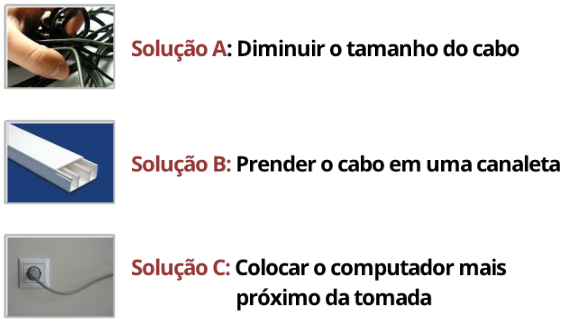 Solução A: Diminuir o tamanho do cabo
Solução B: Prender o cabo em uma canaleta
Solução C: Colocar o computador mais
próximo da tomada